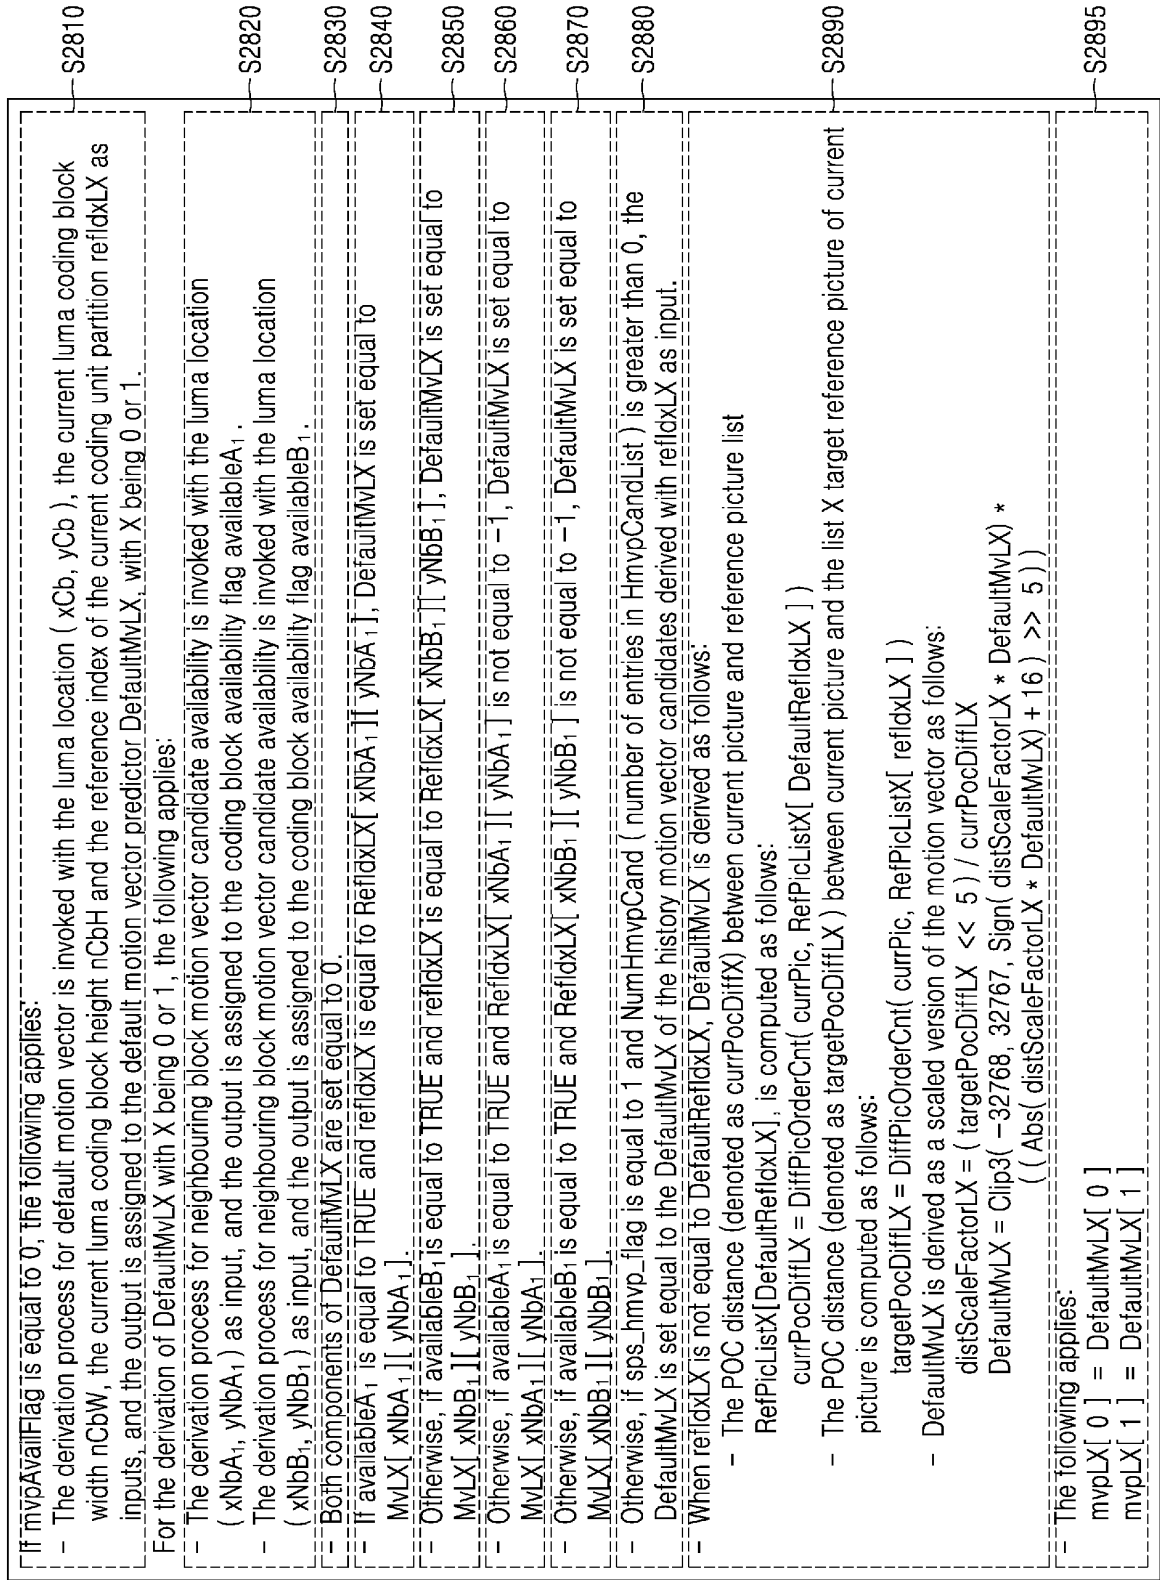 If mvpAvailFlag is equal to 0, the following applies:
– The derivation process for default motion vector is invoked with the luma location ( xCb, yCb ), the current luma coding block
width nCbW, the current luma coding block height nCbH and the reference index of the current coding unit partition refIdxLX as
inputs, and the output is assigned to the default motion vector predictor DefaultMvLX, with X being 0 or 1.
S2810
For the derivation of DefaultMvLX with X being 0 or 1, the following applies:
– The derivation process for neighbouring block motion vector candidate availability is invoked with the luma location
( xNbA₁, yNbA₁ ) as input, and the output is assigned to the coding block availability flag availableA₁.
– The derivation process for neighbouring block motion vector candidate availability is invoked with the luma location
( xNbB₁, yNbB₁ ) as input, and the output is assigned to the coding block availability flag availableB₁.
S2820
– Both components of DefaultMvLX are set equal to 0.
S2830
– If availableA₁ is equal to TRUE and refIdxLX is equal to RefIdxLX[ xNbA₁ ][ yNbA₁ ], DefaultMvLX is set equal to
MvLX[ xNbA₁ ][ yNbA₁ ].
S2840
– Otherwise, if availableB₁ is equal to TRUE and refIdxLX is equal to RefIdxLX[ xNbB₁ ][ yNbB₁ ], DefaultMvLX is set equal to
MvLX[ xNbB₁ ][ yNbB₁ ].
S2850
– Otherwise, if availableA₁ is equal to TRUE and RefIdxLX[ xNbA₁ ][ yNbA₁ ] is not equal to −1, DefaultMvLX is set equal to
MvLX[ xNbA₁ ][ yNbA₁ ].
S2860
– Otherwise, if availableB₁ is equal to TRUE and RefIdxLX[ xNbB₁ ][ yNbB₁ ] is not equal to −1, DefaultMvLX is set equal to
MvLX[ xNbB₁ ][ yNbB₁ ].
S2870
– Otherwise, if sps_hmvp_flag is equal to 1 and NumHmvpCand ( number of entries in HmvpCandList ) is greater than 0, the
DefaultMvLX is set equal to the DefaultMvLX of the history motion vector candidates derived with refIdxLX as input.
S2880
– When refIdxLX is not equal to DefaultRefIdxLX, DefaultMvLX is derived as follows:
– The POC distance (denoted as currPocDiffX) between current picture and reference picture list
RefPicListX[DefaultRefIdxLX], is computed as follows:
currPocDiffLX = DiffPicOrderCnt( currPic, RefPicListX[ DefaultRefIdxLX ] )
– The POC distance (denoted as targetPocDiffLX ) between current picture and the list X target reference picture of current
picture is computed as follows:
targetPocDiffLX = DiffPicOrderCnt( currPic, RefPicListX[ refIdxLX ] )
– DefaultMvLX is derived as a scaled version of the motion vector as follows:
distScaleFactorLX = ( targetPocDiffLX << 5 ) / currPocDiffLX
DefaultMvLX = Clip3( −32768, 32767, Sign( distScaleFactorLX * DefaultMvLX) *
( ( Abs( distScaleFactorLX * DefaultMvLX) + 16 ) >> 5 ) )
S2890
– The following applies:
mvpLX[ 0 ] = DefaultMvLX[ 0 ]
mvpLX[ 1 ] = DefaultMvLX[ 1 ]
S2895